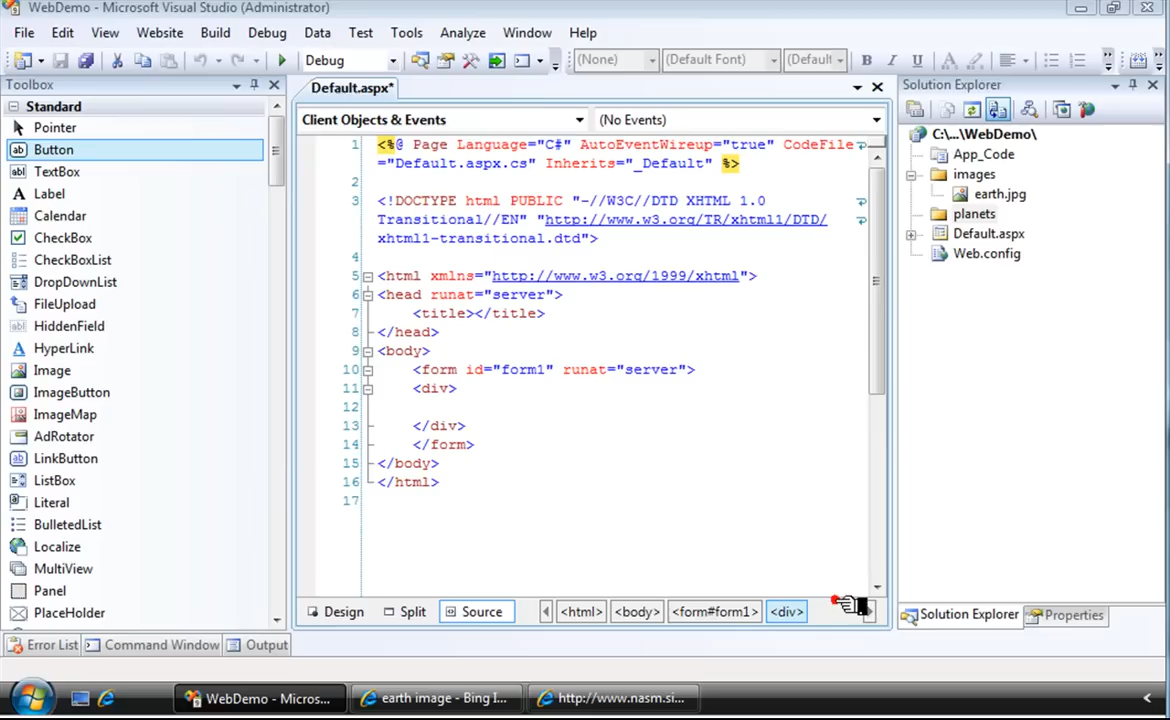 WebDemo - Microsoft Visual Studio (Administrator)
File Edit View Website Build Debug Data Test Tools Analyze Window Help
Debug (None) (Default Font) (Default B I U
Toolbox
Default.aspx*
Solution Explorer
Standard
Pointer
Button
TextBox
Label
Calendar
CheckBox
CheckBoxList
DropDownList
FileUpload
HiddenField
HyperLink
Image
ImageButton
ImageMap
AdRotator
LinkButton
ListBox
Literal
BulletedList
Localize
MultiView
Panel
PlaceHolder
Client Objects & Events (No Events)
1 <%@ Page Language="C#" AutoEventWireup="true" CodeFile
="Default.aspx.cs" Inherits="_Default" %>
2
3 <!DOCTYPE html PUBLIC "-//W3C//DTD XHTML 1.0
Transitional//EN" "http://www.w3.org/TR/xhtml1/DTD/
xhtml1-transitional.dtd">
4
5 <html xmlns="http://www.w3.org/1999/xhtml">
6 <head runat="server">
7 <title></title>
8 </head>
9 <body>
10 <form id="form1" runat="server">
11 <div>
12
13 </div>
14 </form>
15 </body>
16 </html>
17
Design Split Source <html> <body> <form#form1> <div>
C:\...\WebDemo\
App_Code
images
earth.jpg
planets
Default.aspx
Web.config
Solution Explorer Properties
Error List Command Window Output
WebDemo - Micros... earth image - Bing I... http://www.nasm.si...